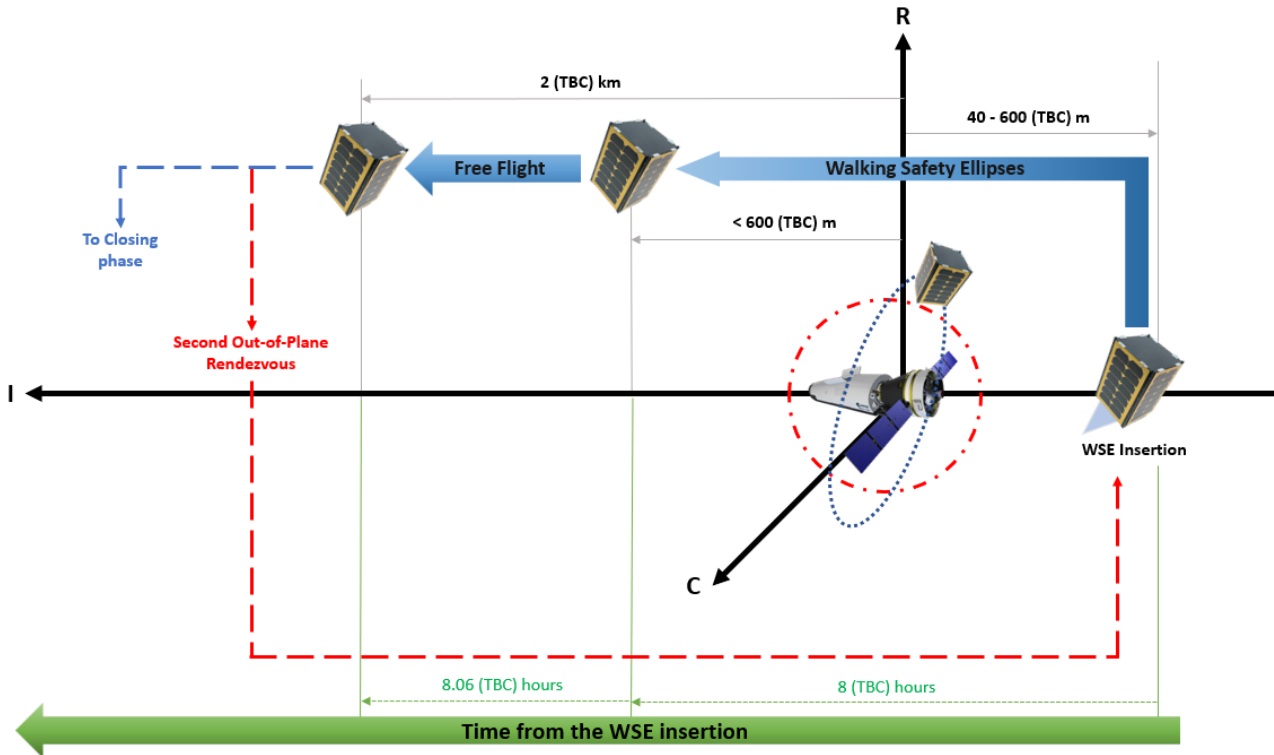 R
2 (TBC) km
40 - 600 (TBC) m
Free Flight
Walking Safety Ellipses
< 600 (TBC) m
To Closing
phase
Second Out-of-Plane
Rendezvous
I
WSE Insertion
C
8.06 (TBC) hours
8 (TBC) hours
Time from the WSE insertion